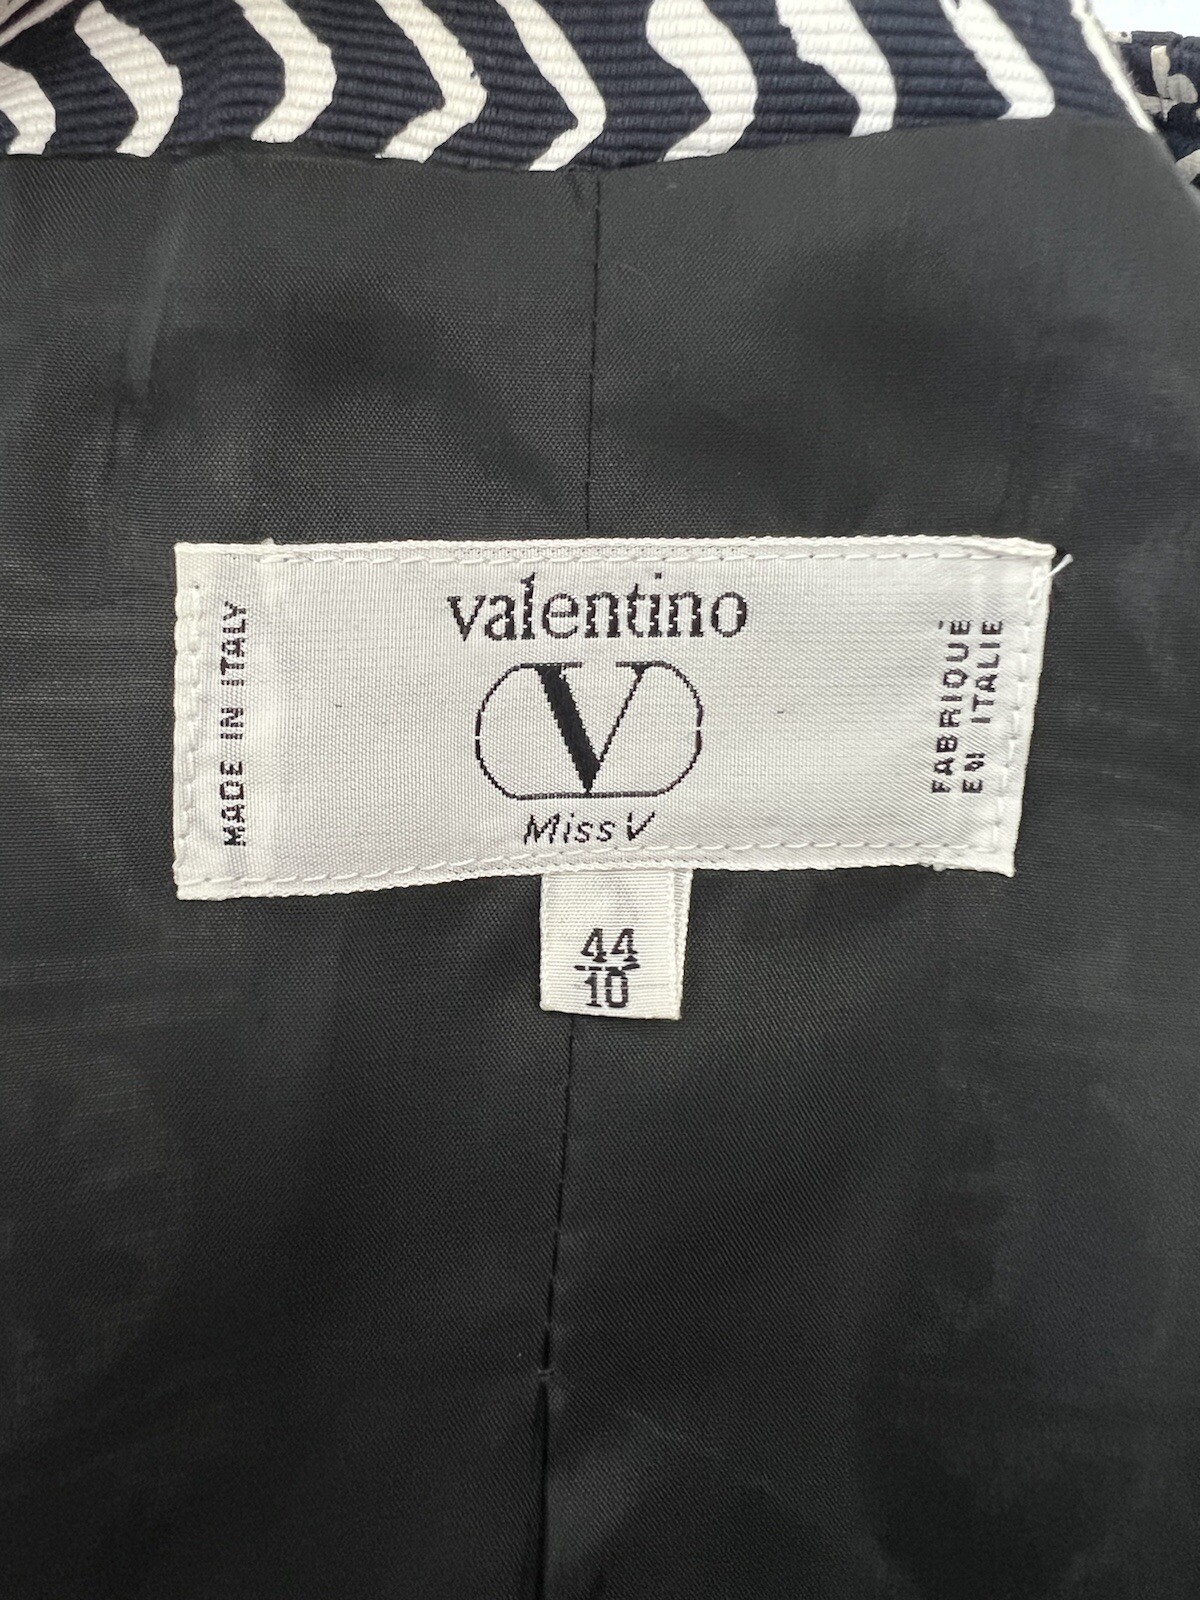 valentino
V
Miss V
MADE IN ITALY
FABRIQUÉ
EN ITALIE
44
10